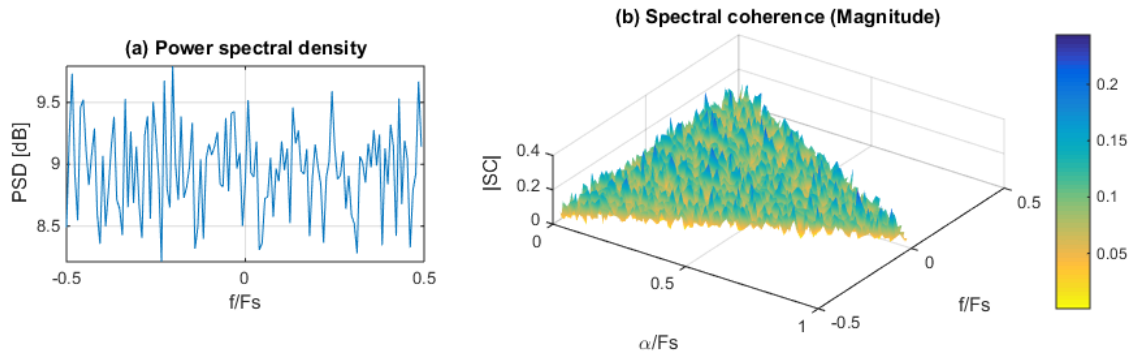 (a) Power spectral density
PSD [dB]
9.5
9
8.5
-0.5
0
0.5
f/Fs
(b) Spectral coherence (Magnitude)
|SC|
0.4
0.2
0
0
0.5
1
α/Fs
-0.5
0
0.5
f/Fs
0.2
0.15
0.1
0.05